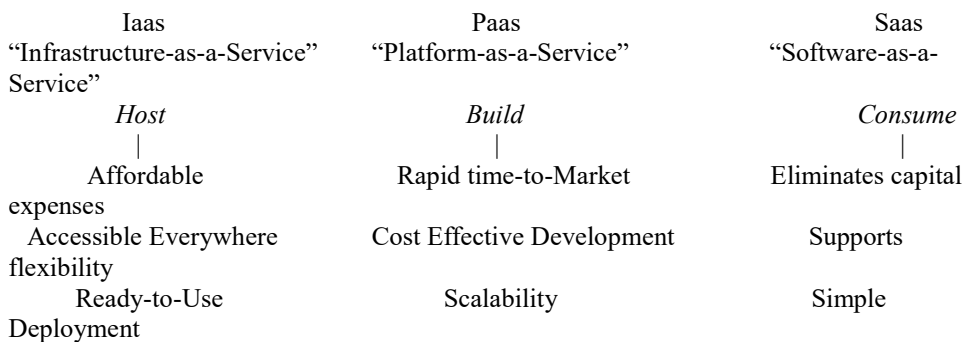 Iaas Paas Saas
“Infrastructure-as-a-Service” “Platform-as-a-Service” “Software-as-a-
Service”
Host Build Consume
| | |
Affordable Rapid time-to-Market Eliminates capital
expenses
Accessible Everywhere Cost Effective Development Supports
flexibility
Ready-to-Use Scalability Simple
Deployment